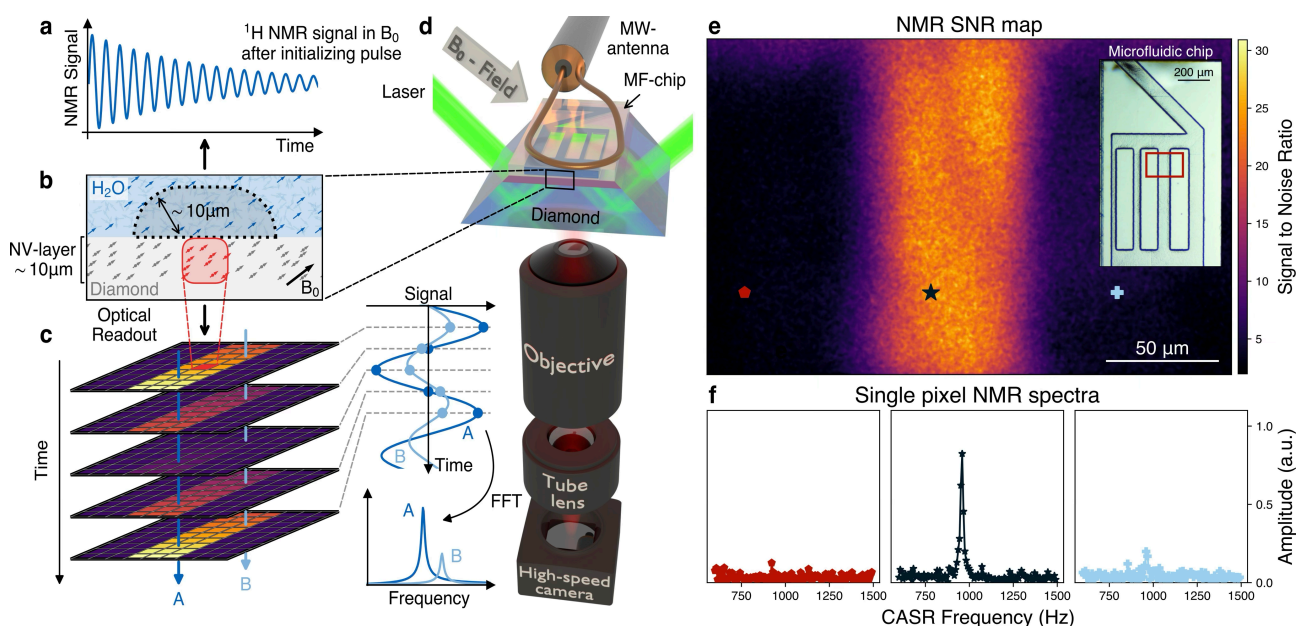 a
NMR Signal
¹H NMR signal in B₀
after initializing pulse
Time
b
H₂O
~ 10μm
NV-layer
~ 10μm
Diamond
B₀
Optical
Readout
c
Time
A
B
Signal
A
B
Time
FFT
A
B
Frequency
d
B₀ - Field
MW-
antenna
MF-chip
Laser
Diamond
Objective
Tube
lens
High-speed
camera
e
NMR SNR map
Microfluidic chip
200 μm
50 μm
30
25
20
15
10
5
Signal to Noise Ratio
f
Single pixel NMR spectra
750
1000
1250
1500
750
1000
1250
1500
750
1000
1250
1500
1.0
0.5
0.0
Amplitude (a.u.)
CASR Frequency (Hz)